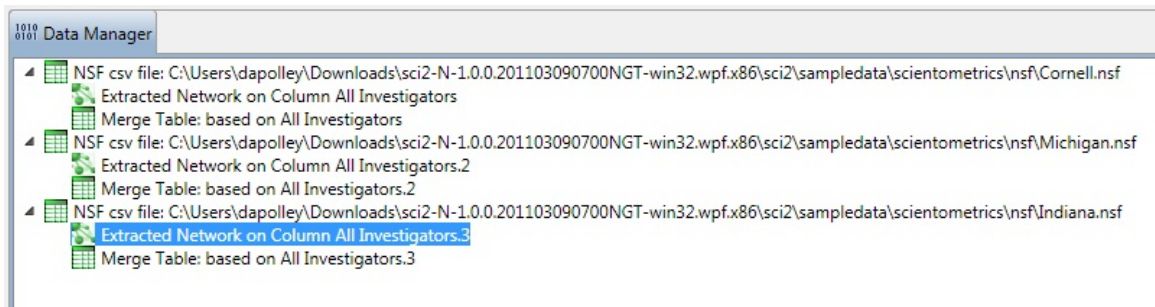 1010 0101 Data Manager
NSF csv file: C:\Users\dapolley\Downloads\sci2-N-1.0.0.201103090700NGT-win32.wpf.x86\sci2\sampledata\scientometrics\nsf\Cornell.nsf
Extracted Network on Column All Investigators
Merge Table: based on All Investigators
NSF csv file: C:\Users\dapolley\Downloads\sci2-N-1.0.0.201103090700NGT-win32.wpf.x86\sci2\sampledata\scientometrics\nsf\Michigan.nsf
Extracted Network on Column All Investigators.2
Merge Table: based on All Investigators.2
NSF csv file: C:\Users\dapolley\Downloads\sci2-N-1.0.0.201103090700NGT-win32.wpf.x86\sci2\sampledata\scientometrics\nsf\Indiana.nsf
Extracted Network on Column All Investigators.3
Merge Table: based on All Investigators.3